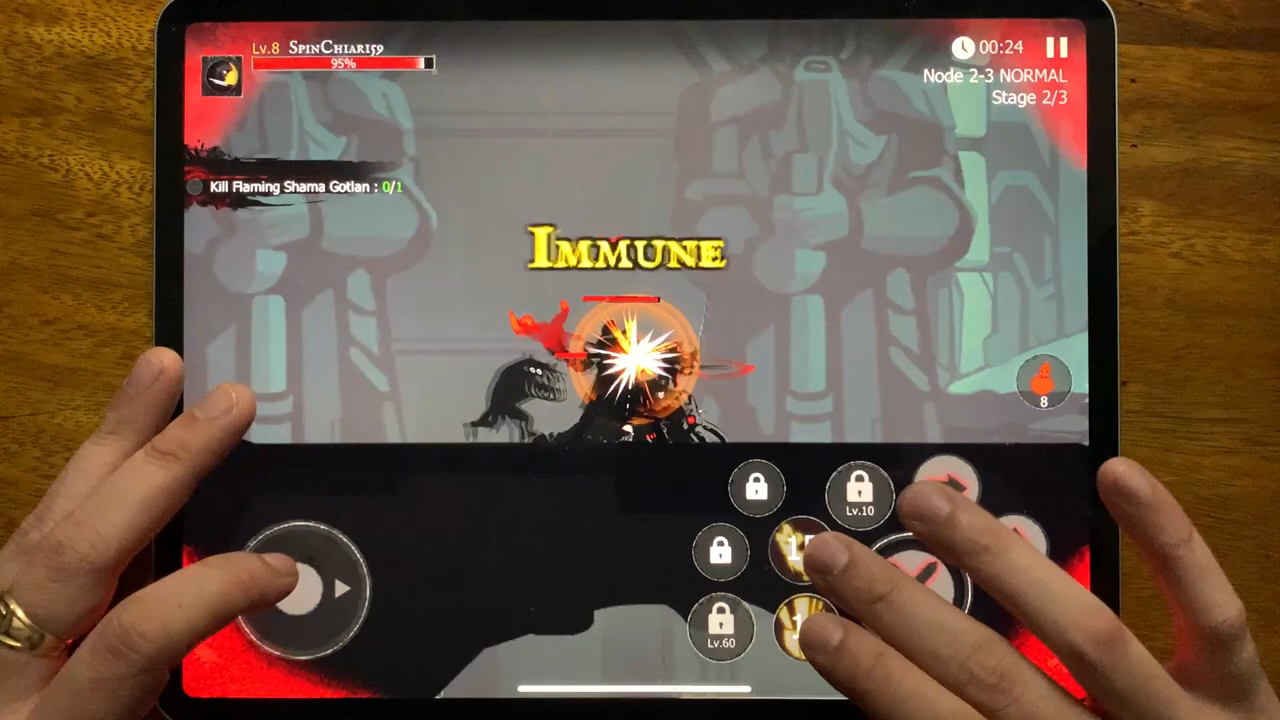 Lv.8 SpinChiari59
95%
00:24
Node 2-3 NORMAL
Stage 2/3
Kill Flaming Shama Gotlan : 0/1
IMMUNE
8
Lv.10
Lv.60